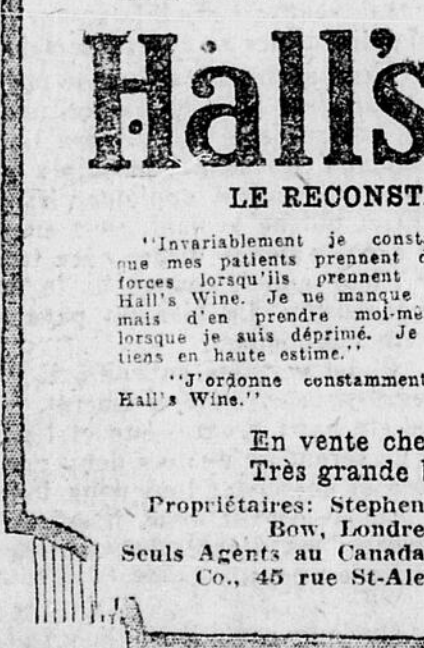 Hall's
LE RECONST
"Invariablement je const
que mes patients prennent d
forces lorsqu'ils prennent
Hall's Wine. Je ne manque
mais d'en prendre moi-mê
lorsque je suis déprimé. Je
tiens en haute estime."
"J'ordonne constamment
Hall's Wine."
En vente che
Très grande
Propriétaires: Stephen
Bow, Londre
Seuls Agents au Canada
Co., 45 rue St-Ale